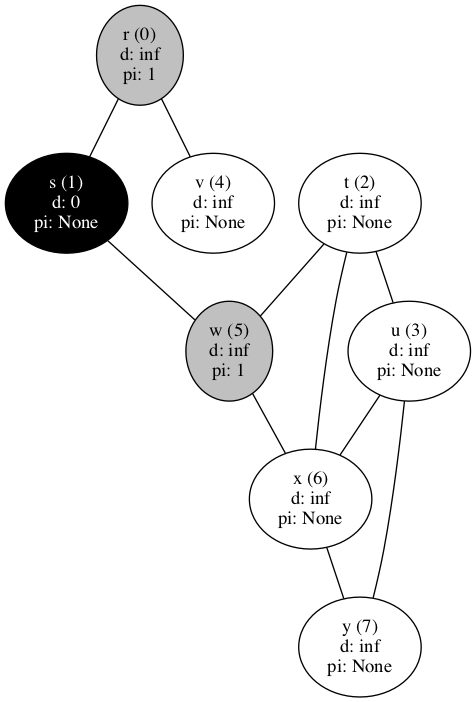 r (0)
d: inf
pi: 1
s (1)
d: 0
pi: None
v (4)
d: inf
pi: None
t (2)
d: inf
pi: None
w (5)
d: inf
pi: 1
u (3)
d: inf
pi: None
x (6)
d: inf
pi: None
y (7)
d: inf
pi: None